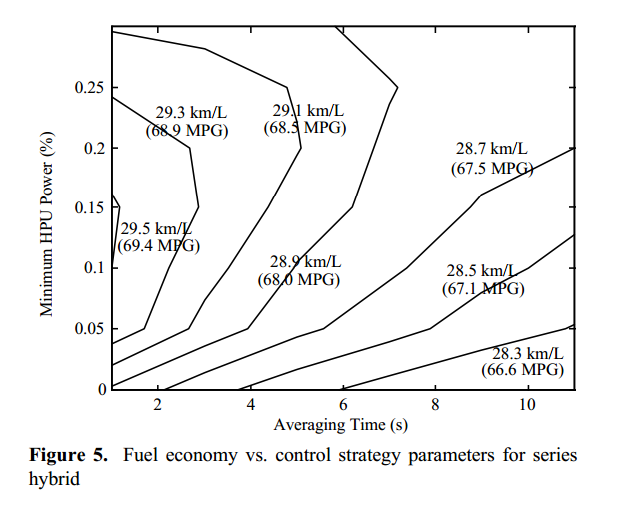 0.25
0.2
0.15
0.1
0.05
0
Minimum HPU Power (%)
29.3 km/L
(68.9 MPG)
29.1 km/L
(68.5 MPG)
28.7 km/L
(67.5 MPG)
29.5 km/L
(69.4 MPG)
28.9 km/L
(68.0 MPG)
28.5 km/L
(67.1 MPG)
28.3 km/L
(66.6 MPG)
2 4 6 8 10
Averaging Time (s)
Figure 5. Fuel economy vs. control strategy parameters for series
hybrid